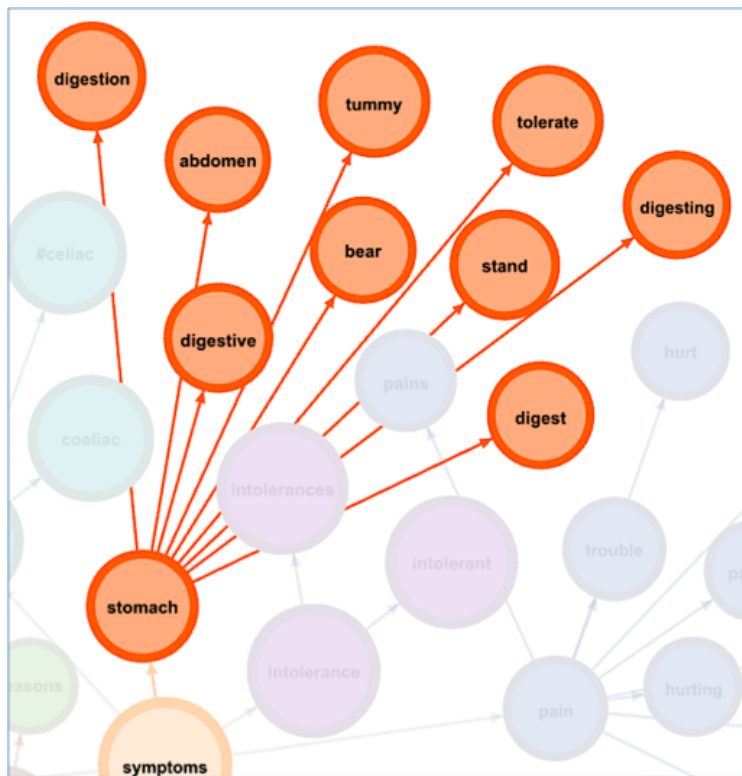 digestion
tummy
tolerate
abdomen
digesting
#celiac
bear
stand
digestive
hurt
pains
digest
coeliac
intolerances
trouble
intolerant
stomach
intolerance
hurting
pain
symptoms